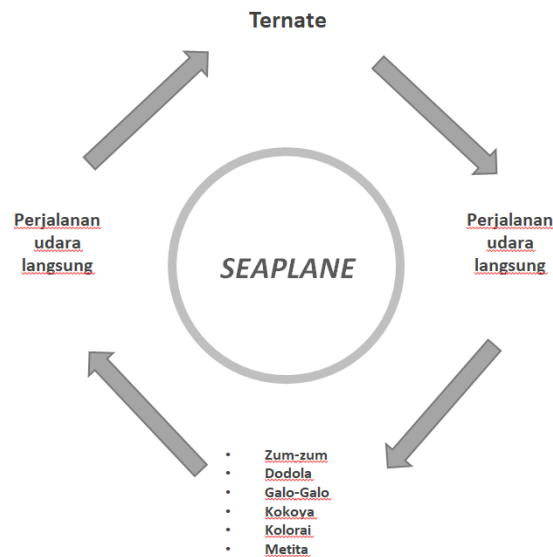 Ternate
Perjalanan
udara
langsung
SEAPLANE
Perjalanan
udara
langsung
• Zum-zum
• Dodola
• Galo-Galo
• Kokoya
• Kolorai
• Metita